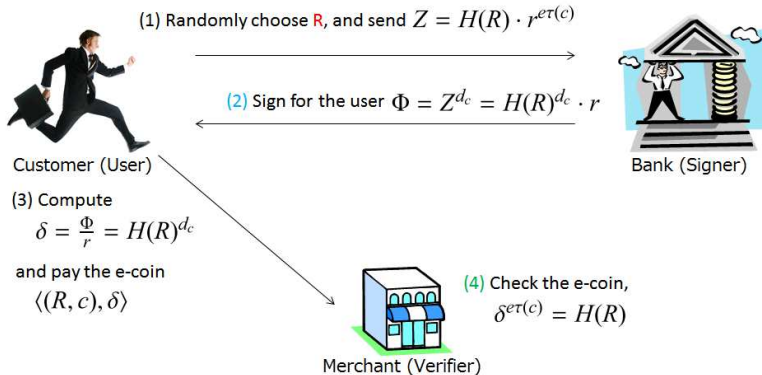 (1) Randomly choose R, and send Z = H(R) · r^{eτ(c)}
(2) Sign for the user Φ = Z^{d_c} = H(R)^{d_c} · r
Customer (User)
Bank (Signer)
(3) Compute
δ = Φ/r = H(R)^{d_c}
and pay the e-coin
⟨(R, c), δ⟩
(4) Check the e-coin,
δ^{eτ(c)} = H(R)
Merchant (Verifier)